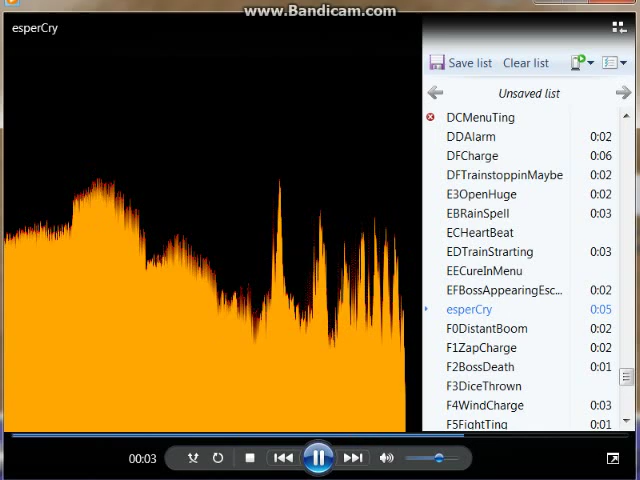 www.Bandicam.com
esperCry
Save list Clear list
Unsaved list
DCMenuTing
DDAlarm 0:02
DFCharge 0:06
DFTrainstoppinMaybe 0:02
E3OpenHuge 0:02
EBRainSpell 0:03
ECHeartBeat
EDTrainStrarting 0:03
EECureInMenu
EFBossAppearingEsc... 0:02
esperCry 0:05
F0DistantBoom 0:02
F1ZapCharge 0:02
F2BossDeath 0:01
F3DiceThrown
F4WindCharge 0:03
F5FightTing 0:01
00:03